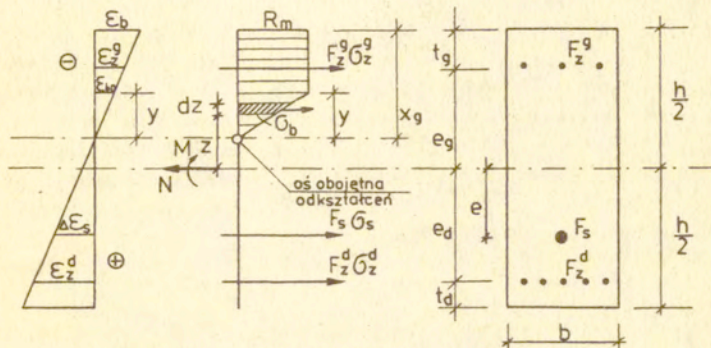 ε_b
R_m
⊖
ε_z^g
F_z^g σ_z^g
t_g
F_z^g
ε_bo
y
dz
z
y
x_g
h/2
σ_b
e_g
M
N
oś obojętna
odkształceń
e
Δε_s
F_s σ_s
F_s
e_d
h/2
ε_z^d
⊕
F_z^d σ_z^d
F_z^d
t_d
b